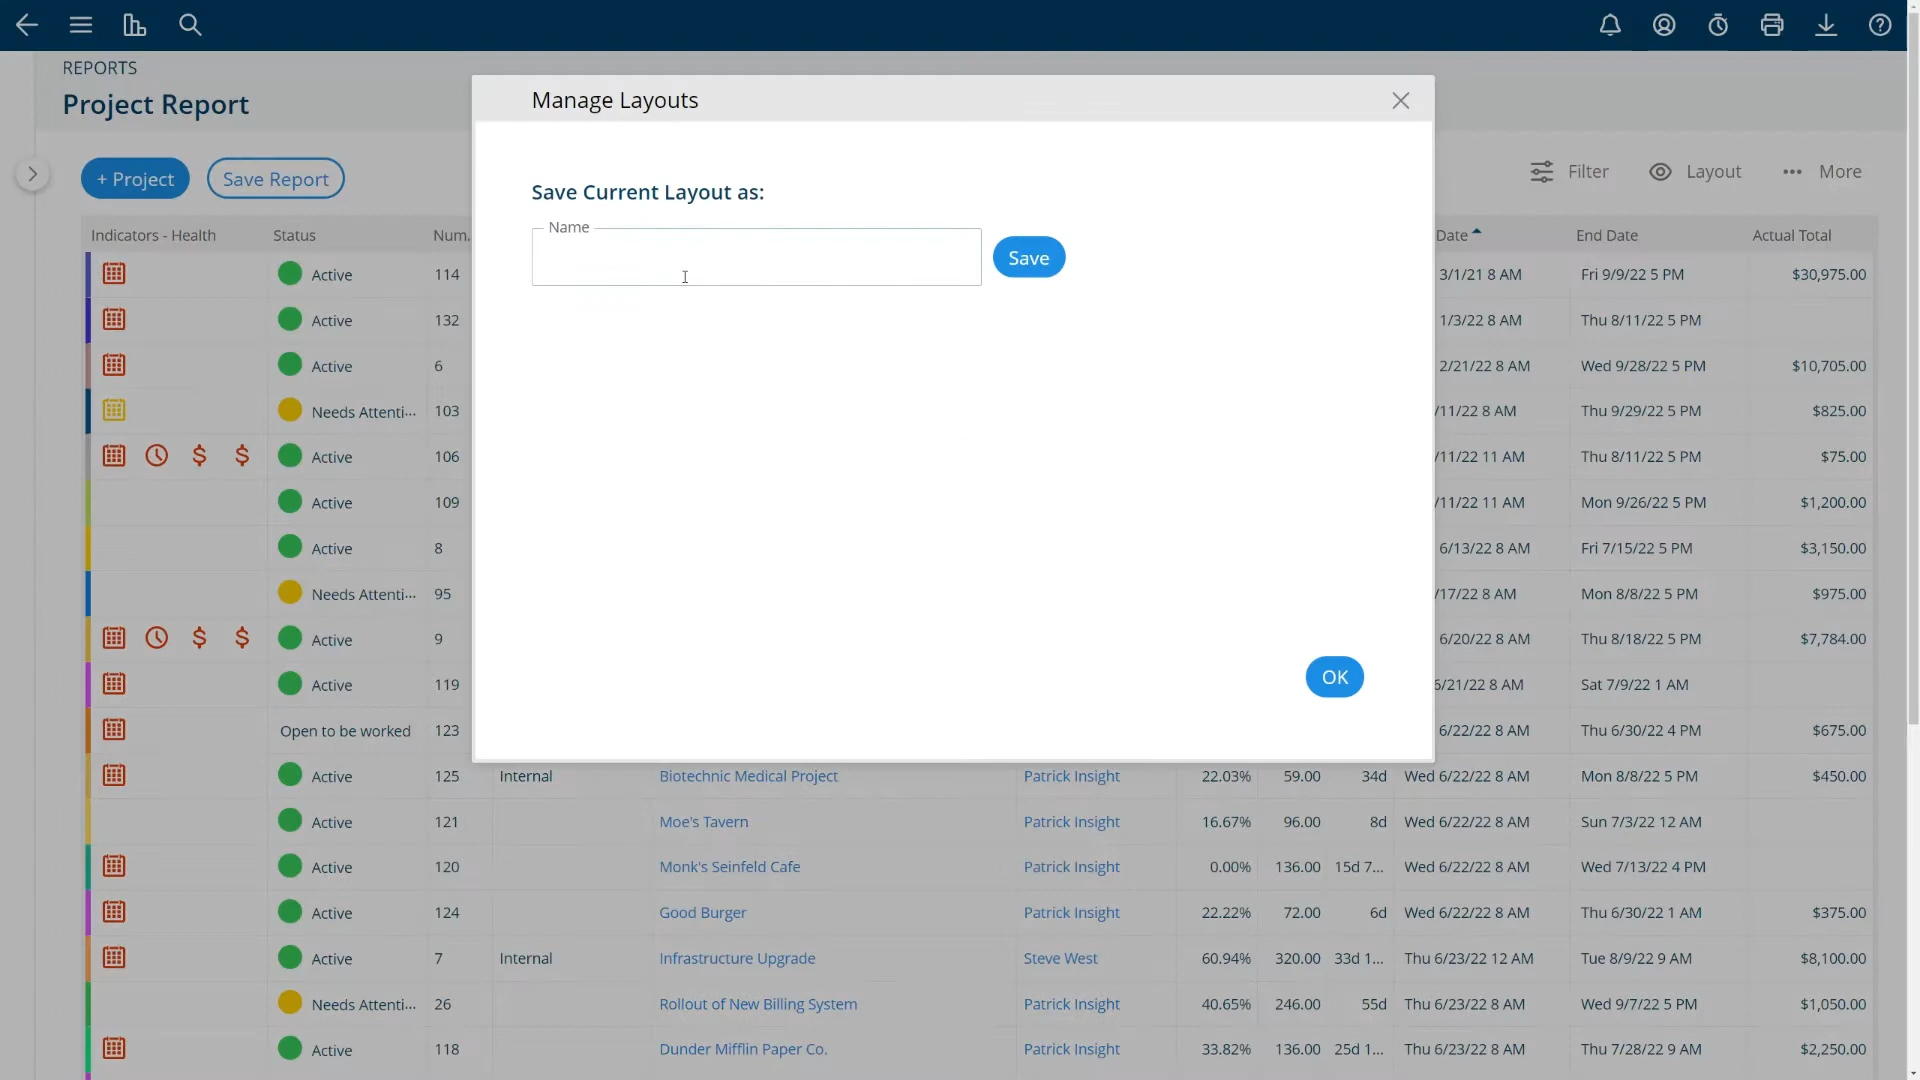 REPORTS
Project Report
Manage Layouts
+ Project
Save Report
Filter
Layout
More
Save Current Layout as:
Name
Save
OK
Indicators - Health Status Num. Date End Date Actual Total
Active 114 3/1/21 8 AM Fri 9/9/22 5 PM $30,975.00
Active 132 1/3/22 8 AM Thu 8/11/22 5 PM
Active 6 2/21/22 8 AM Wed 9/28/22 5 PM $10,705.00
Needs Attenti... 103 /11/22 8 AM Thu 9/29/22 5 PM $825.00
Active 106 /11/22 11 AM Thu 8/11/22 5 PM $75.00
Active 109 /11/22 11 AM Mon 9/26/22 5 PM $1,200.00
Active 8 6/13/22 8 AM Fri 7/15/22 5 PM $3,150.00
Needs Attenti... 95 /17/22 8 AM Mon 8/8/22 5 PM $975.00
Active 9 6/20/22 8 AM Thu 8/18/22 5 PM $7,784.00
Active 119 6/21/22 8 AM Sat 7/9/22 1 AM
Open to be worked 123 6/22/22 8 AM Thu 6/30/22 4 PM $675.00
Active 125 Internal Biotechnic Medical Project Patrick Insight 22.03% 59.00 34d Wed 6/22/22 8 AM Mon 8/8/22 5 PM $450.00
Active 121 Moe's Tavern Patrick Insight 16.67% 96.00 8d Wed 6/22/22 8 AM Sun 7/3/22 12 AM
Active 120 Monk's Seinfeld Cafe Patrick Insight 0.00% 136.00 15d 7... Wed 6/22/22 8 AM Wed 7/13/22 4 PM
Active 124 Good Burger Patrick Insight 22.22% 72.00 6d Wed 6/22/22 8 AM Thu 6/30/22 1 AM $375.00
Active 7 Internal Infrastructure Upgrade Steve West 60.94% 320.00 33d 1... Thu 6/23/22 12 AM Tue 8/9/22 9 AM $8,100.00
Needs Attenti... 26 Rollout of New Billing System Patrick Insight 40.65% 246.00 55d Thu 6/23/22 8 AM Wed 9/7/22 5 PM $1,050.00
Active 118 Dunder Mifflin Paper Co. Patrick Insight 33.82% 136.00 25d 1... Thu 6/23/22 8 AM Thu 7/28/22 9 AM $2,250.00